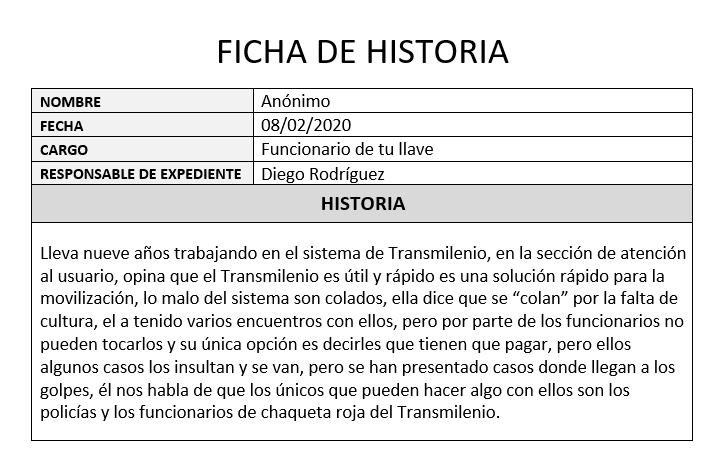 FICHA DE HISTORIA
NOMBRE Anónimo
FECHA 08/02/2020
CARGO Funcionario de tu llave
RESPONSABLE DE EXPEDIENTE Diego Rodríguez
HISTORIA
Lleva nueve años trabajando en el sistema de Transmilenio, en la sección de atención
al usuario, opina que el Transmilenio es útil y rápido es una solución rápido para la
movilización, lo malo del sistema son colados, ella dice que se “colan” por la falta de
cultura, el a tenido varios encuentros con ellos, pero por parte de los funcionarios no
pueden tocarlos y su única opción es decirles que tienen que pagar, pero ellos
algunos casos los insultan y se van, pero se han presentado casos donde llegan a los
golpes, él nos habla de que los únicos que pueden hacer algo con ellos son los
policías y los funcionarios de chaqueta roja del Transmilenio.